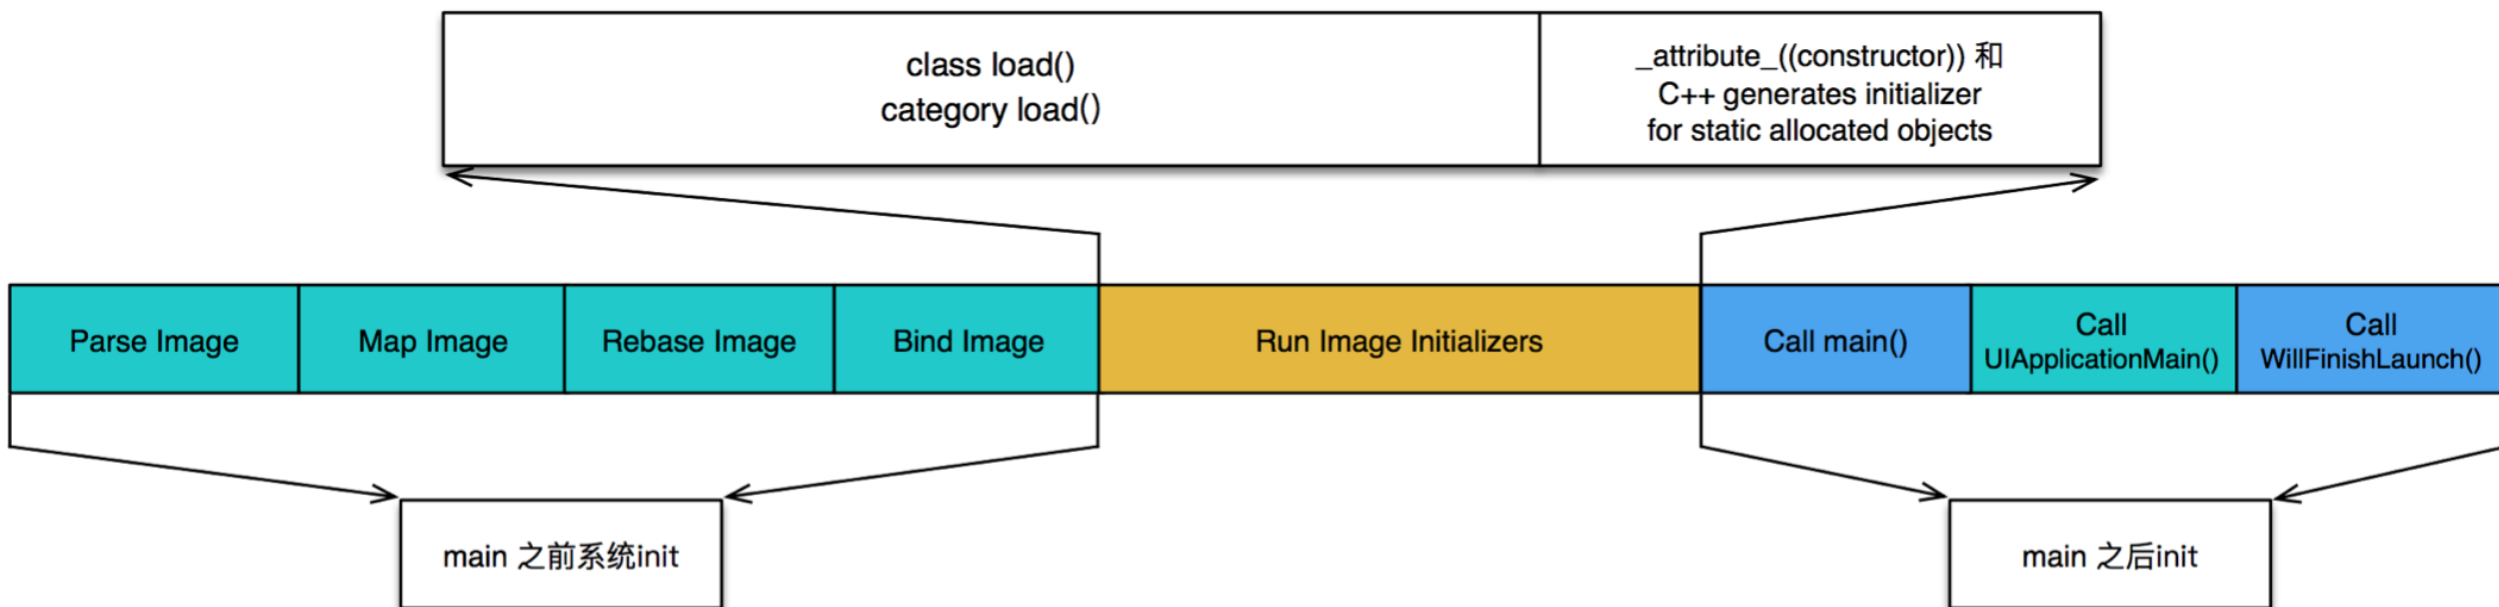 class load()
category load()
_attribute_((constructor)) 和
C++ generates initializer
for static allocated objects
Parse Image
Map Image
Rebase Image
Bind Image
Run Image Initializers
Call main()
Call
UIApplicationMain()
Call
WillFinishLaunch()
main 之前系统init
main 之后init